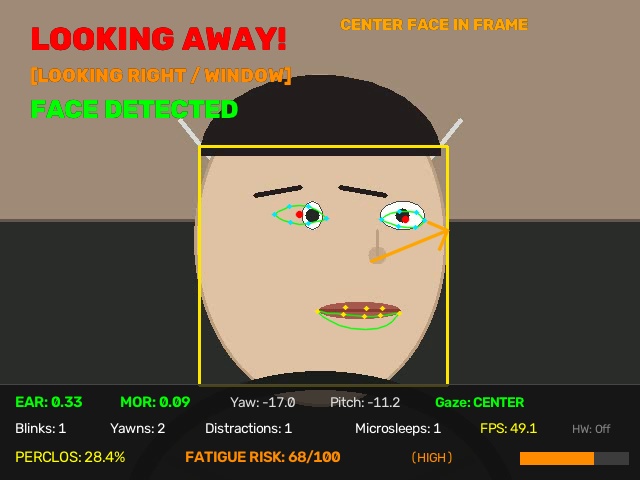 LOOKING AWAY!
CENTER FACE IN FRAME
[LOOKING RIGHT / WINDOW]
FACE DETECTED
EAR: 0.33 MOR: 0.09 Yaw: -17.0 Pitch: -11.2 Gaze: CENTER
Blinks: 1 Yawns: 2 Distractions: 1 Microsleeps: 1 FPS: 49.1 HW: Off
PERCLOS: 28.4% FATIGUE RISK: 68/100 (HIGH)